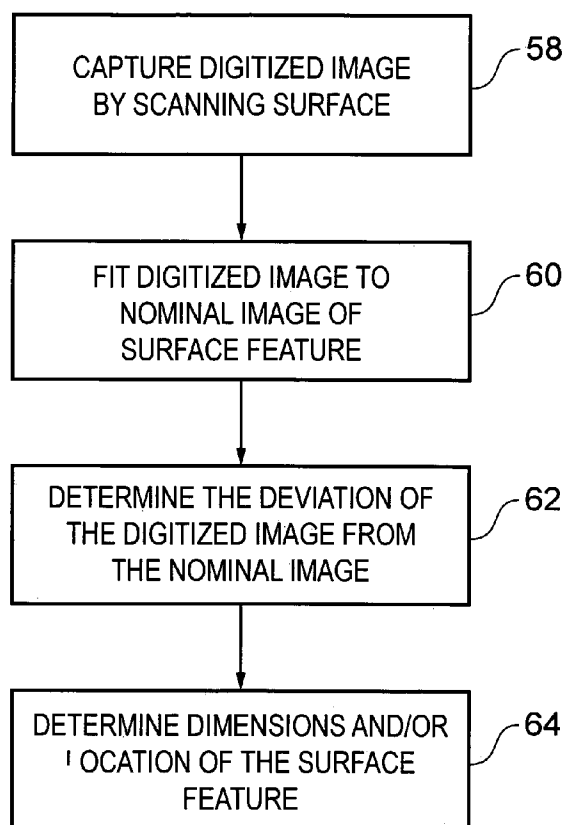 CAPTURE DIGITIZED IMAGE
BY SCANNING SURFACE
58
FIT DIGITIZED IMAGE TO
NOMINAL IMAGE OF
SURFACE FEATURE
60
DETERMINE THE DEVIATION OF
THE DIGITIZED IMAGE FROM
THE NOMINAL IMAGE
62
DETERMINE DIMENSIONS AND/OR
LOCATION OF THE SURFACE
FEATURE
64